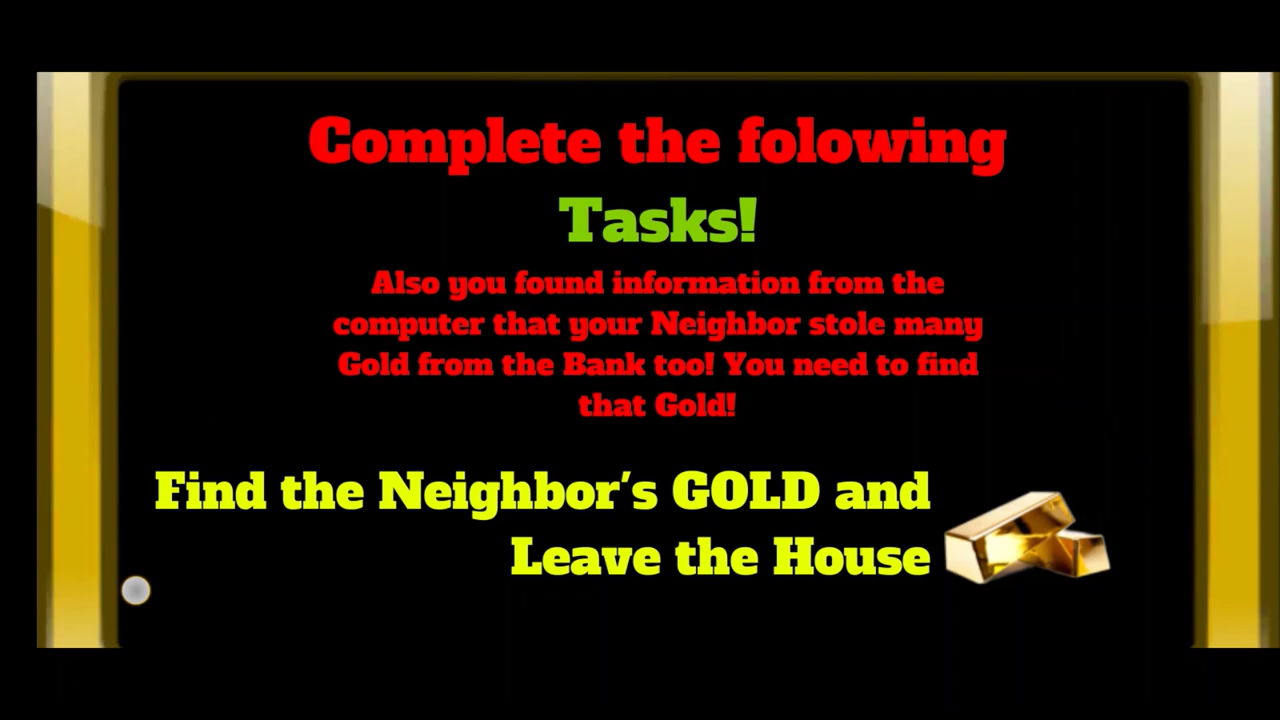 Complete the folowing
Tasks!
Also you found information from the
computer that your Neighbor stole many
Gold from the Bank too! You need to find
that Gold!
Find the Neighbor's GOLD and
Leave the House